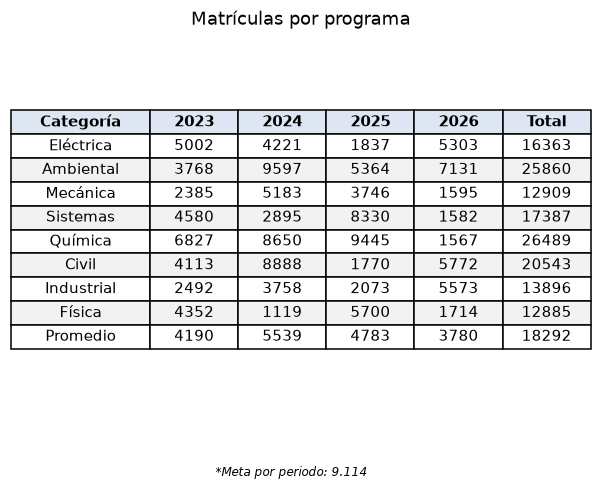 Matrículas por programa
Categoría 2023 2024 2025 2026 Total
Eléctrica 5002 4221 1837 5303 16363
Ambiental 3768 9597 5364 7131 25860
Mecánica 2385 5183 3746 1595 12909
Sistemas 4580 2895 8330 1582 17387
Química 6827 8650 9445 1567 26489
Civil 4113 8888 1770 5772 20543
Industrial 2492 3758 2073 5573 13896
Física 4352 1119 5700 1714 12885
Promedio 4190 5539 4783 3780 18292
*Meta por periodo: 9.114